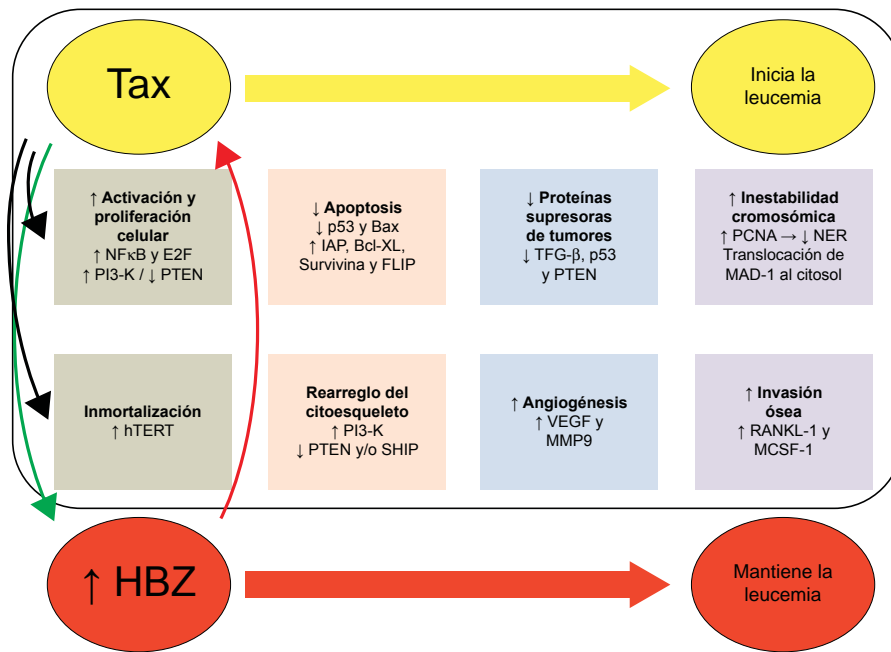 Tax
Inicia la
leucemia
↑ Activación y
proliferación
celular
↑ NFκB y E2F
↑ PI3-K / ↓ PTEN
↓ Apoptosis
↓ p53 y Bax
↑ IAP, Bcl-XL,
Survivina y FLIP
↓ Proteínas
supresoras
de tumores
↓ TFG-β, p53
y PTEN
↑ Inestabilidad
cromosómica
↑ PCNA → ↓ NER
Translocación de
MAD-1 al citosol
Inmortalización
↑ hTERT
Rearreglo del
citoesqueleto
↑ PI3-K
↓ PTEN y/o SHIP
↑ Angiogénesis
↑ VEGF y
MMP9
↑ Invasión
ósea
↑ RANKL-1 y
MCSF-1
↑ HBZ
Mantiene la
leucemia